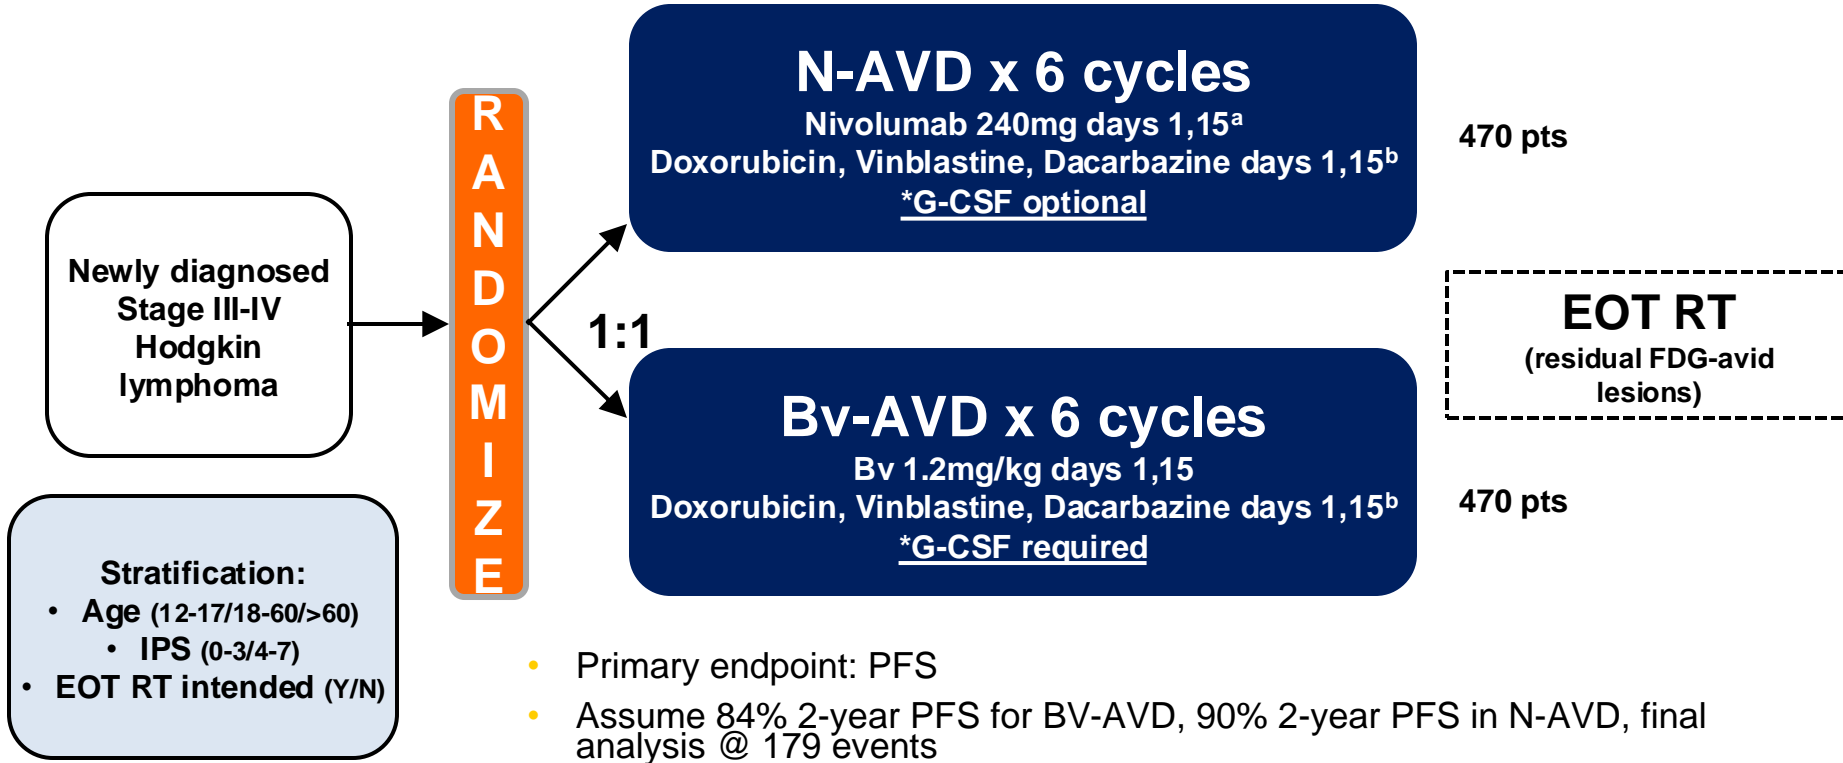 Newly diagnosed
Stage III-IV
Hodgkin
lymphoma
Stratification:
• Age (12-17/18-60/>60)
• IPS (0-3/4-7)
• EOT RT intended (Y/N)
R
A
N
D
O
M
I
Z
E
1:1
N-AVD x 6 cycles
Nivolumab 240mg days 1,15ᵃ
Doxorubicin, Vinblastine, Dacarbazine days 1,15ᵇ
*G-CSF optional
470 pts
Bv-AVD x 6 cycles
Bv 1.2mg/kg days 1,15
Doxorubicin, Vinblastine, Dacarbazine days 1,15ᵇ
*G-CSF required
470 pts
EOT RT
(residual FDG-avid
lesions)
• Primary endpoint: PFS
• Assume 84% 2-year PFS for BV-AVD, 90% 2-year PFS in N-AVD, final
analysis @ 179 events